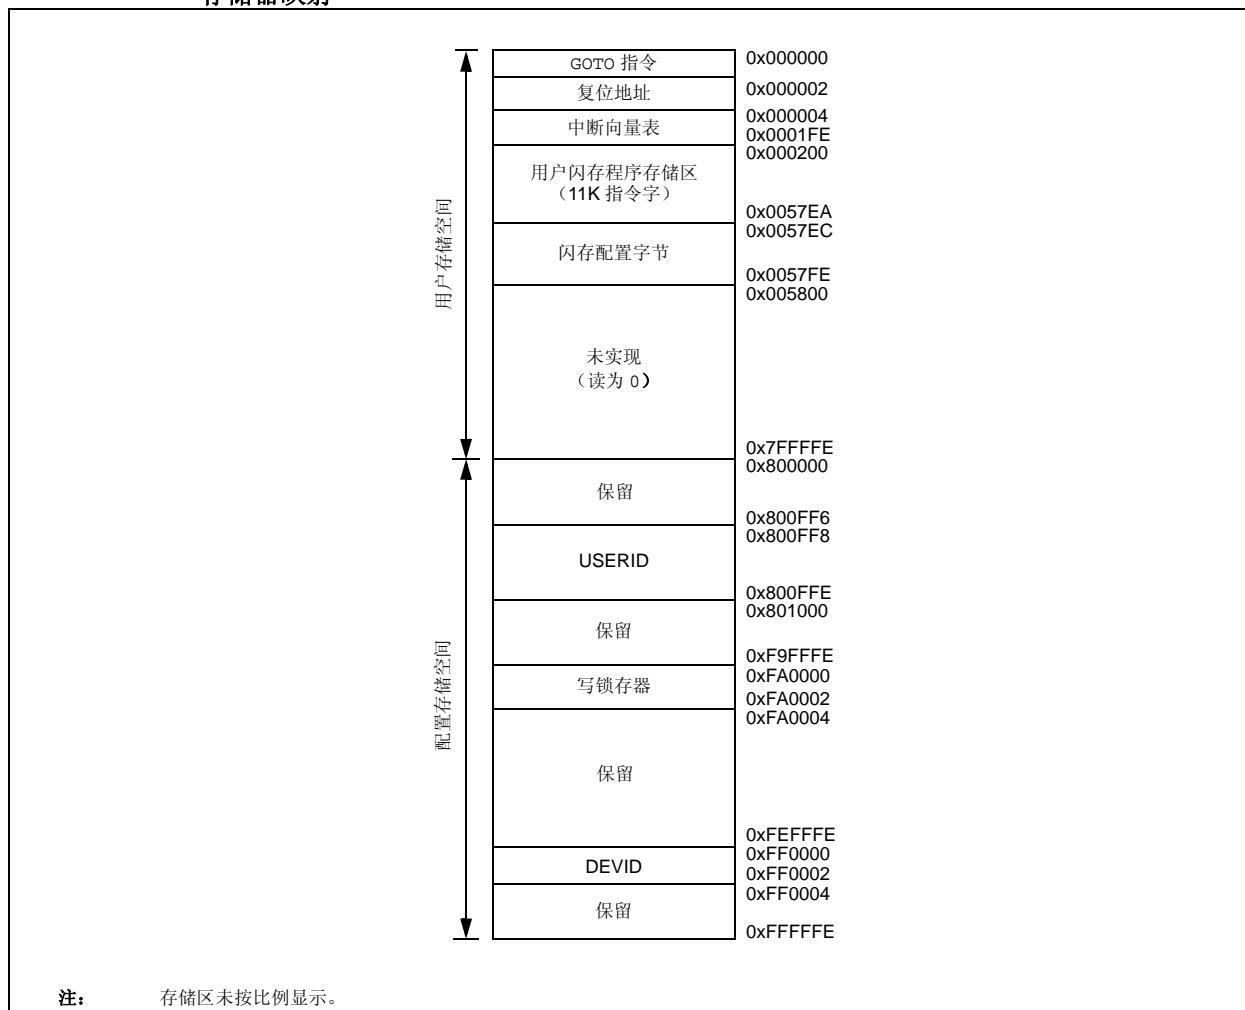 GOTO 指令
0x000000
复位地址
0x000002
中断向量表
0x000004
0x0001FE
用户闪存程序存储区
（11K 指令字）
0x000200
0x0057EA
闪存配置字节
0x0057EC
0x0057FE
未实现
（读为 0）
0x005800
0x7FFFFE
用户存储空间
保留
0x800000
0x800FF6
USERID
0x800FF8
0x800FFE
保留
0x801000
0xF9FFFE
写锁存器
0xFA0000
0xFA0002
保留
0xFA0004
0xFEFFFE
DEVID
0xFF0000
0xFF0002
保留
0xFF0004
0xFFFFFE
配置存储空间
注： 存储区未按比例显示。